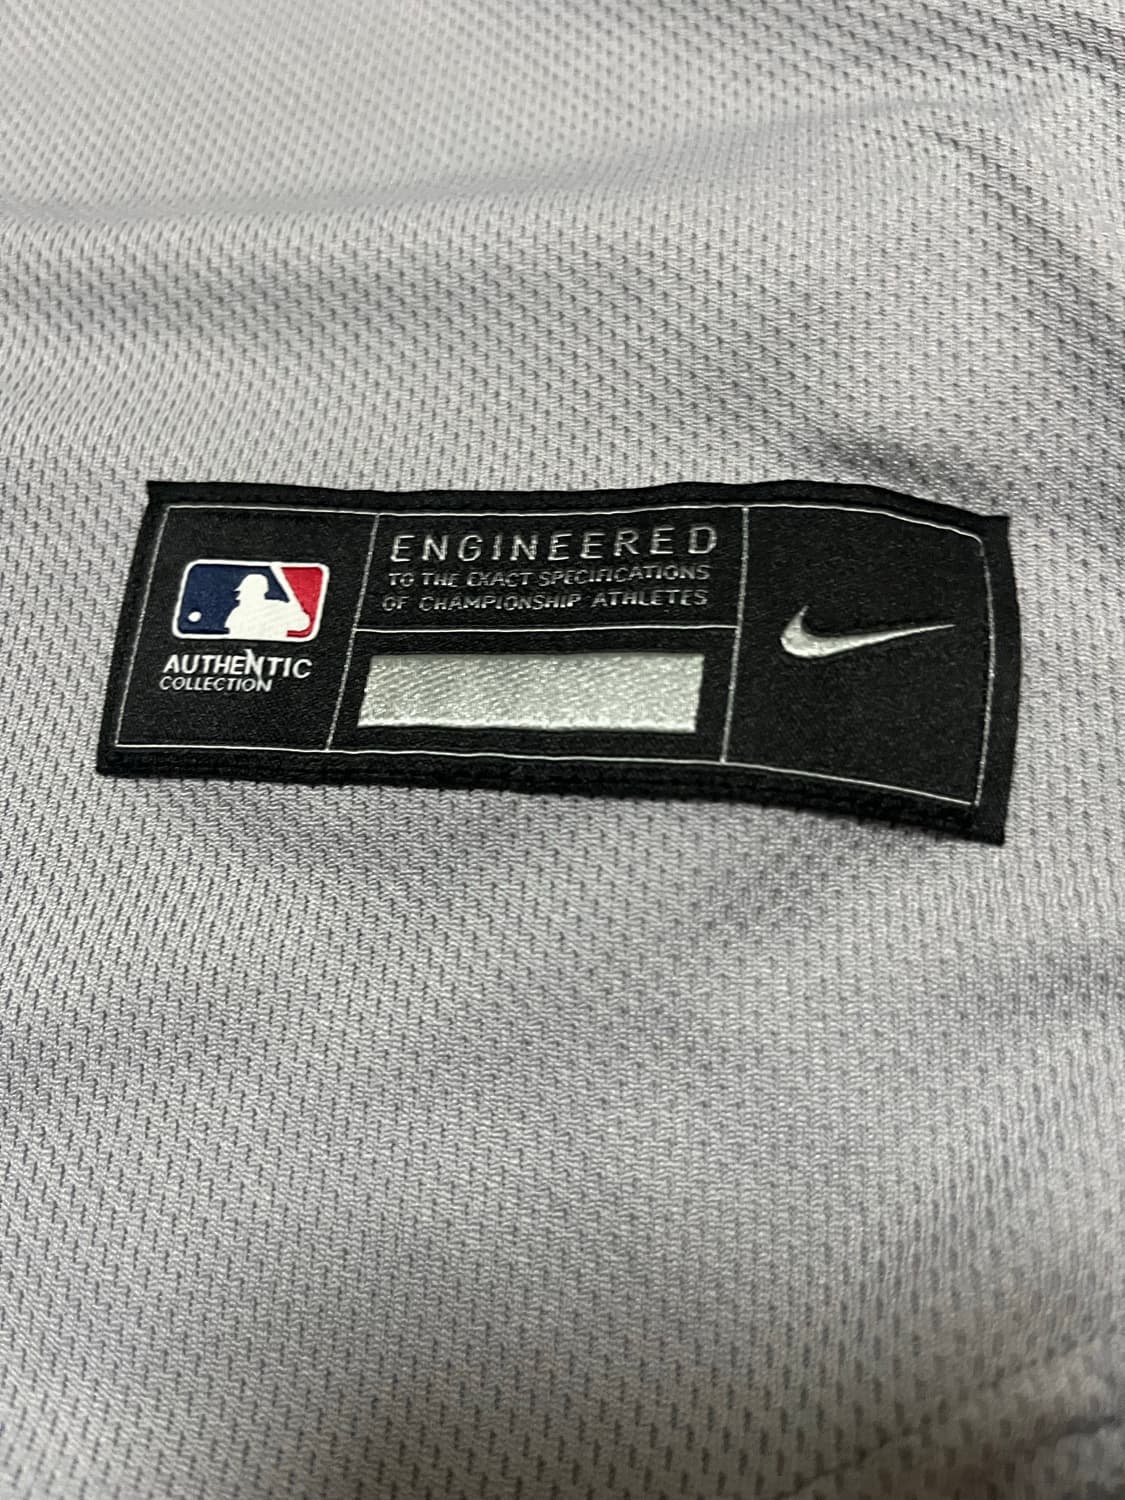 ENGINEERED
TO THE EXACT SPECIFICATIONS
OF CHAMPIONSHIP ATHLETES
AUTHENTIC
COLLECTION